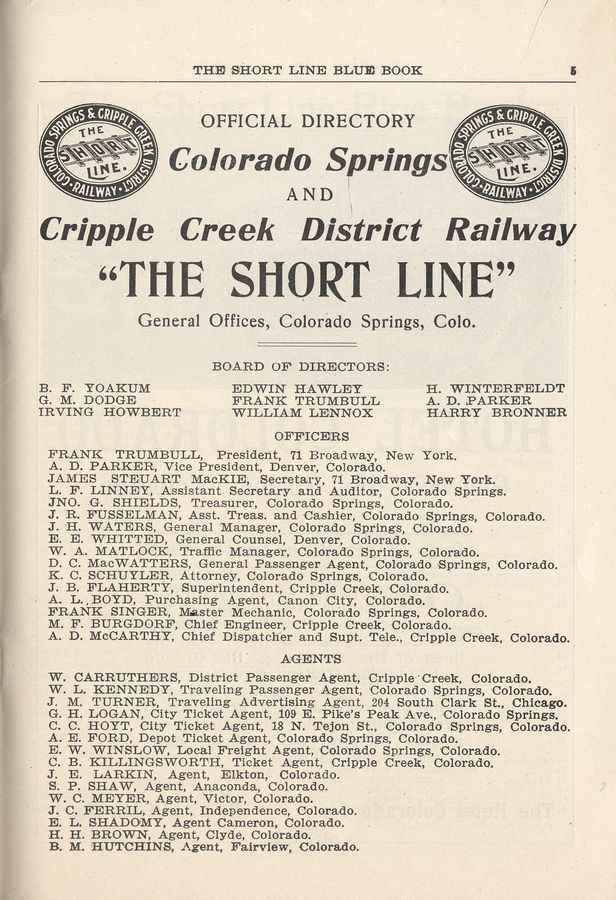 THE SHORT LINE BLUE BOOK 5
COLORADO SPRINGS & CRIPPLE CREEK DISTRICT
THE
SHORT
LINE.
RAILWAY
OFFICIAL DIRECTORY
COLORADO SPRINGS & CRIPPLE CREEK DISTRICT
THE
SHORT
LINE.
RAILWAY
Colorado Springs
AND
Cripple Creek District Railway
“THE SHORT LINE”
General Offices, Colorado Springs, Colo.
BOARD OF DIRECTORS:
B. F. YOAKUM EDWIN HAWLEY H. WINTERFELDT
G. M. DODGE FRANK TRUMBULL A. D. PARKER
IRVING HOWBERT WILLIAM LENNOX HARRY BRONNER
OFFICERS
FRANK TRUMBULL, President, 71 Broadway, New York.
A. D. PARKER, Vice President, Denver, Colorado.
JAMES STEUART MacKIE, Secretary, 71 Broadway, New York.
L. F. LINNEY, Assistant Secretary and Auditor, Colorado Springs.
JNO. G. SHIELDS, Treasurer, Colorado Springs, Colorado.
J. R. FUSSELMAN, Asst. Treas. and Cashier, Colorado Springs, Colorado.
J. H. WATERS, General Manager, Colorado Springs, Colorado.
E. E. WHITTED, General Counsel, Denver, Colorado.
W. A. MATLOCK, Traffic Manager, Colorado Springs, Colorado.
D. C. MacWATTERS, General Passenger Agent, Colorado Springs, Colorado.
K. C. SCHUYLER, Attorney, Colorado Springs, Colorado.
J. B. FLAHERTY, Superintendent, Cripple Creek, Colorado.
A. L. BOYD, Purchasing Agent, Canon City, Colorado.
FRANK SINGER, Master Mechanic, Colorado Springs, Colorado.
M. F. BURGDORF, Chief Engineer, Cripple Creek, Colorado.
A. D. McCARTHY, Chief Dispatcher and Supt. Tele., Cripple Creek, Colorado.
AGENTS
W. CARRUTHERS, District Passenger Agent, Cripple Creek, Colorado.
W. L. KENNEDY, Traveling Passenger Agent, Colorado Springs, Colorado.
J. M. TURNER, Traveling Advertising Agent, 204 South Clark St., Chicago.
G. H. LOGAN, City Ticket Agent, 109 E. Pike's Peak Ave., Colorado Springs.
C. C. HOYT, City Ticket Agent, 18 N. Tejon St., Colorado Springs, Colorado.
A. E. FORD, Depot Ticket Agent, Colorado Springs, Colorado.
E. W. WINSLOW, Local Freight Agent, Colorado Springs, Colorado.
C. B. KILLINGSWORTH, Ticket Agent, Cripple Creek, Colorado.
J. E. LARKIN, Agent, Elkton, Colorado.
S. P. SHAW, Agent, Anaconda, Colorado.
W. C. MEYER, Agent, Victor, Colorado.
J. C. FERRIL, Agent, Independence, Colorado.
E. L. SHADOMY, Agent Cameron, Colorado.
H. H. BROWN, Agent, Clyde, Colorado.
B. M. HUTCHINS, Agent, Fairview, Colorado.